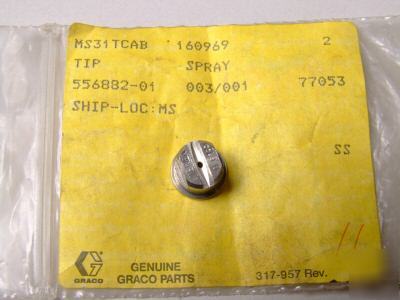 MS31TCAB 160969 2
TIP SPRAY
556882-01 003/001 77053
SHIP-LOC:MS
SS
11
GRACO
GENUINE
GRACO PARTS
317-957 Rev.